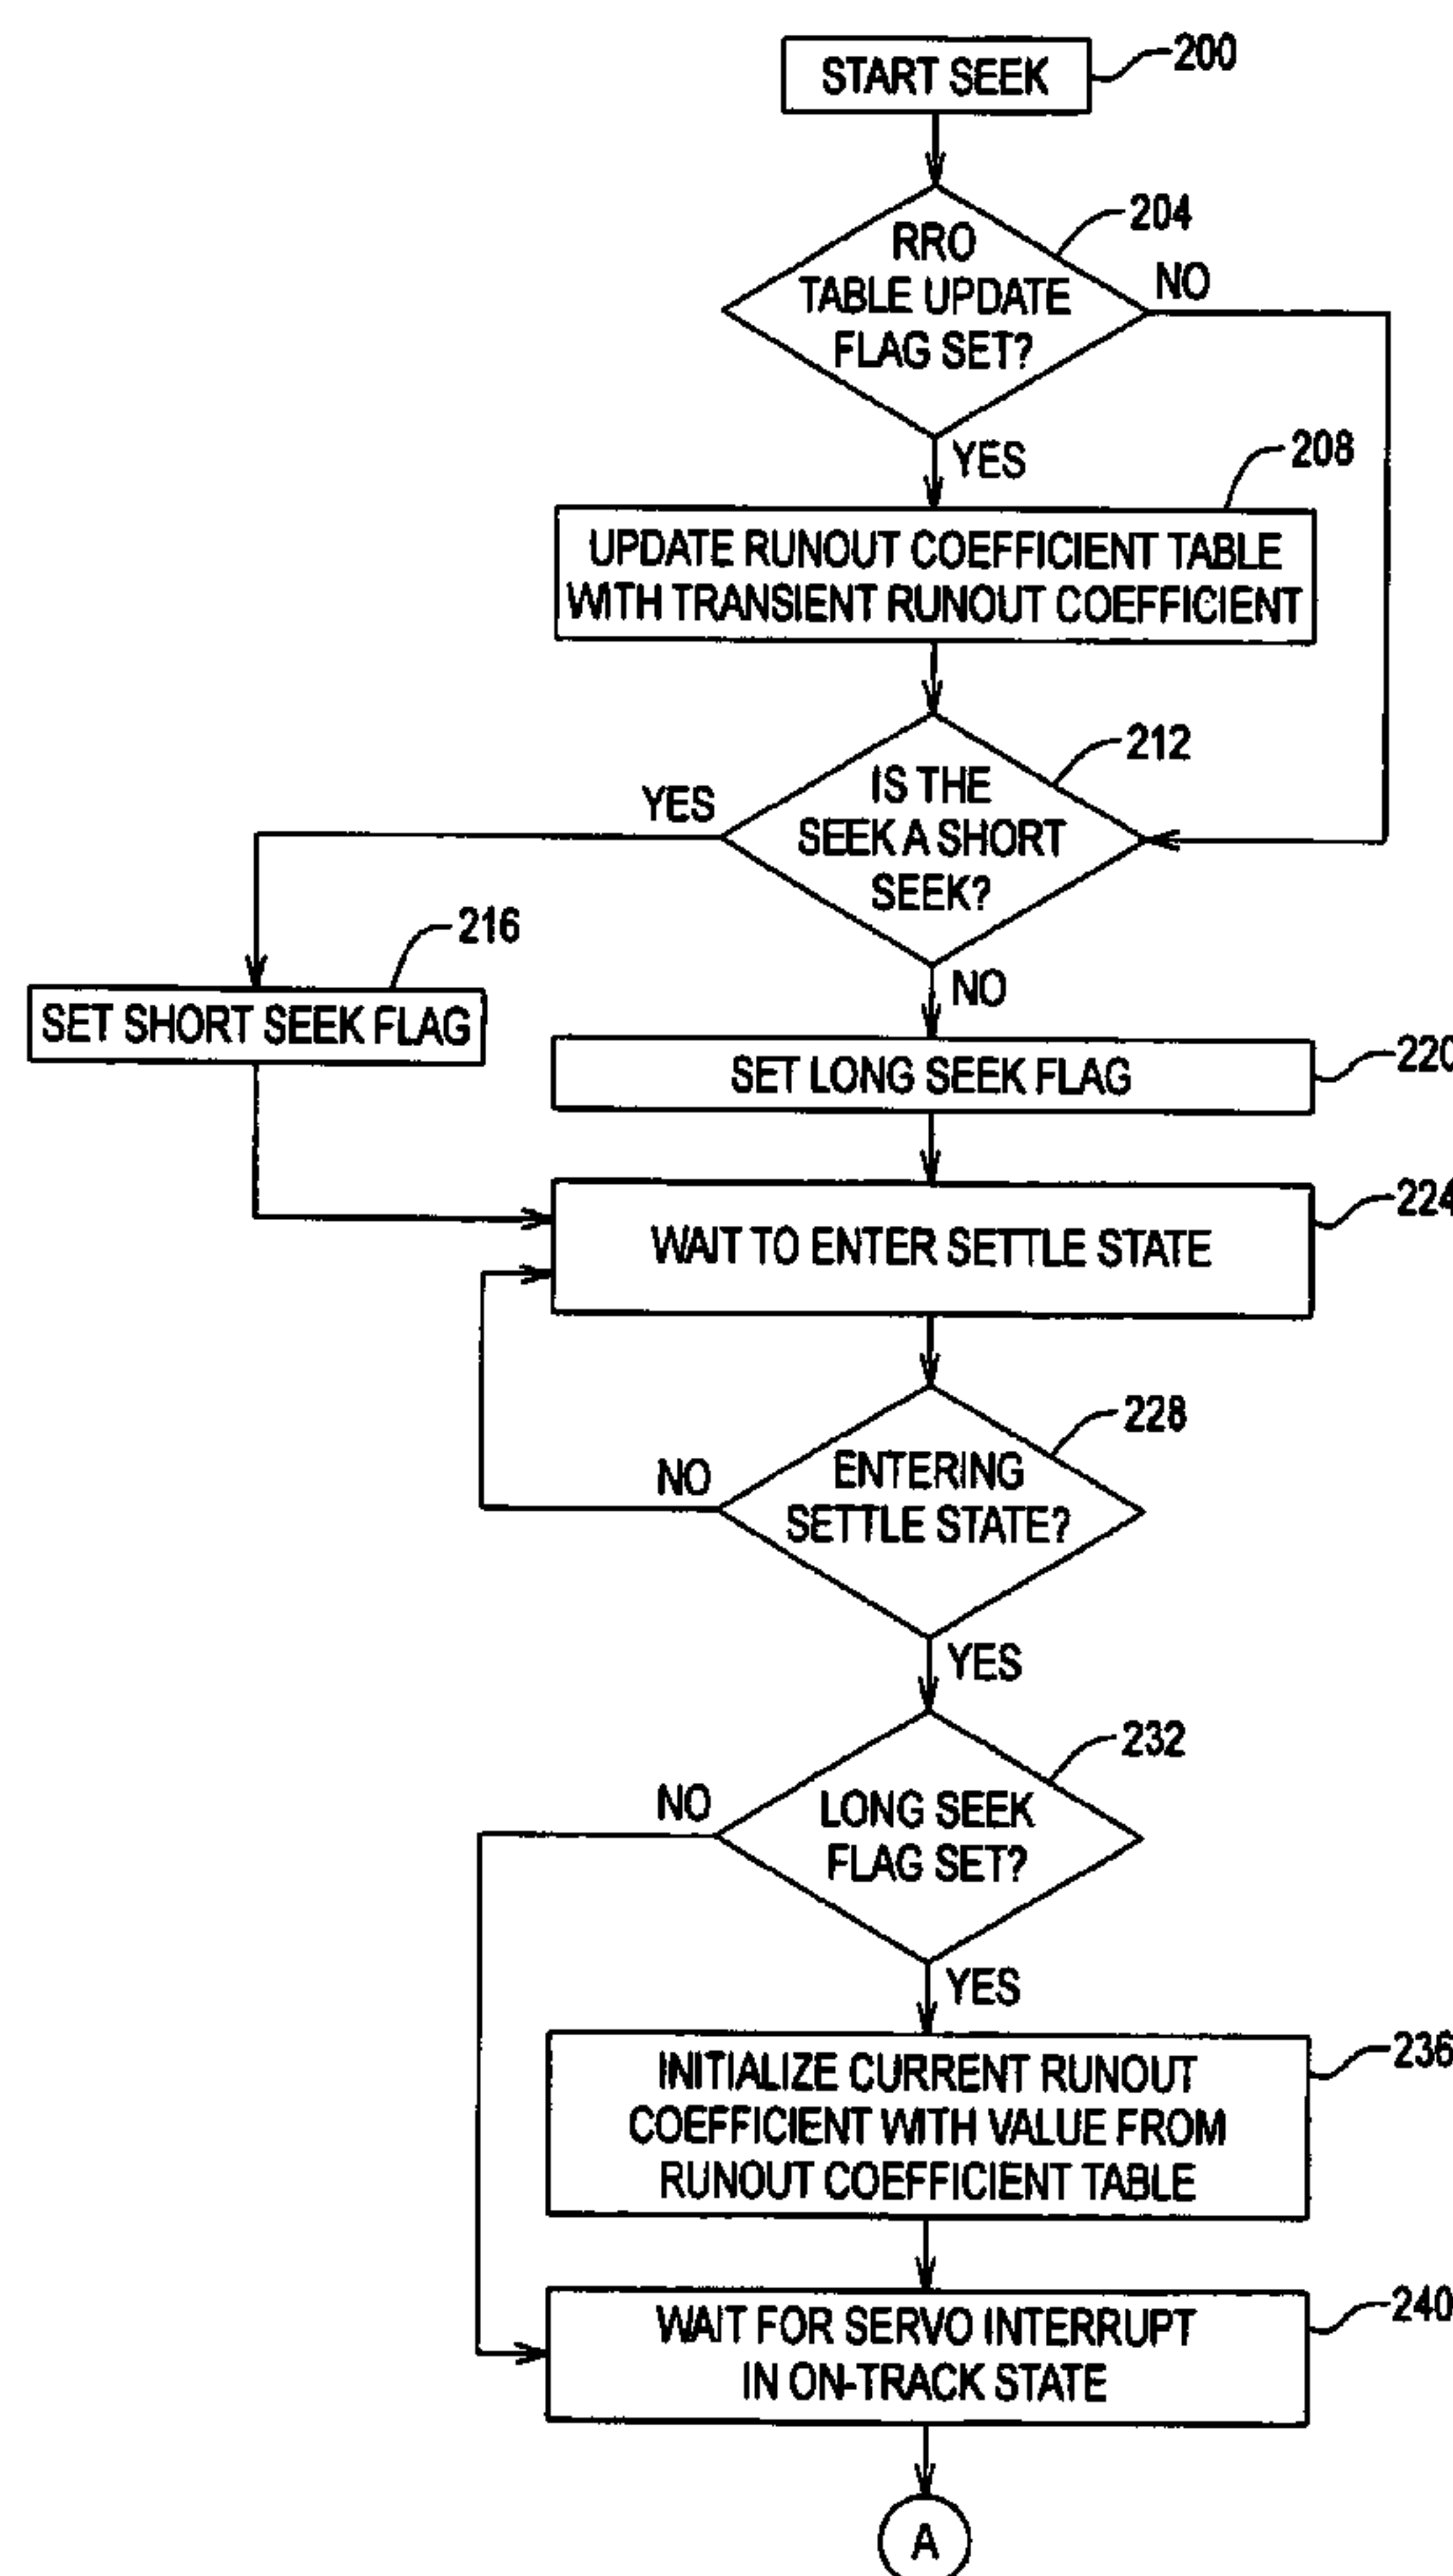 START SEEK
200
RRO
TABLE UPDATE
FLAG SET?
204
NO
YES
208
UPDATE RUNOUT COEFFICIENT TABLE
WITH TRANSIENT RUNOUT COEFFICIENT
212
IS THE
SEEK A SHORT
SEEK?
YES
NO
216
SET SHORT SEEK FLAG
SET LONG SEEK FLAG
220
WAIT TO ENTER SETTLE STATE
224
228
ENTERING
SETTLE STATE?
NO
YES
232
LONG SEEK
FLAG SET?
NO
YES
INITIALIZE CURRENT RUNOUT
COEFFICIENT WITH VALUE FROM
RUNOUT COEFFICIENT TABLE
236
WAIT FOR SERVO INTERRUPT
IN ON-TRACK STATE
240
A